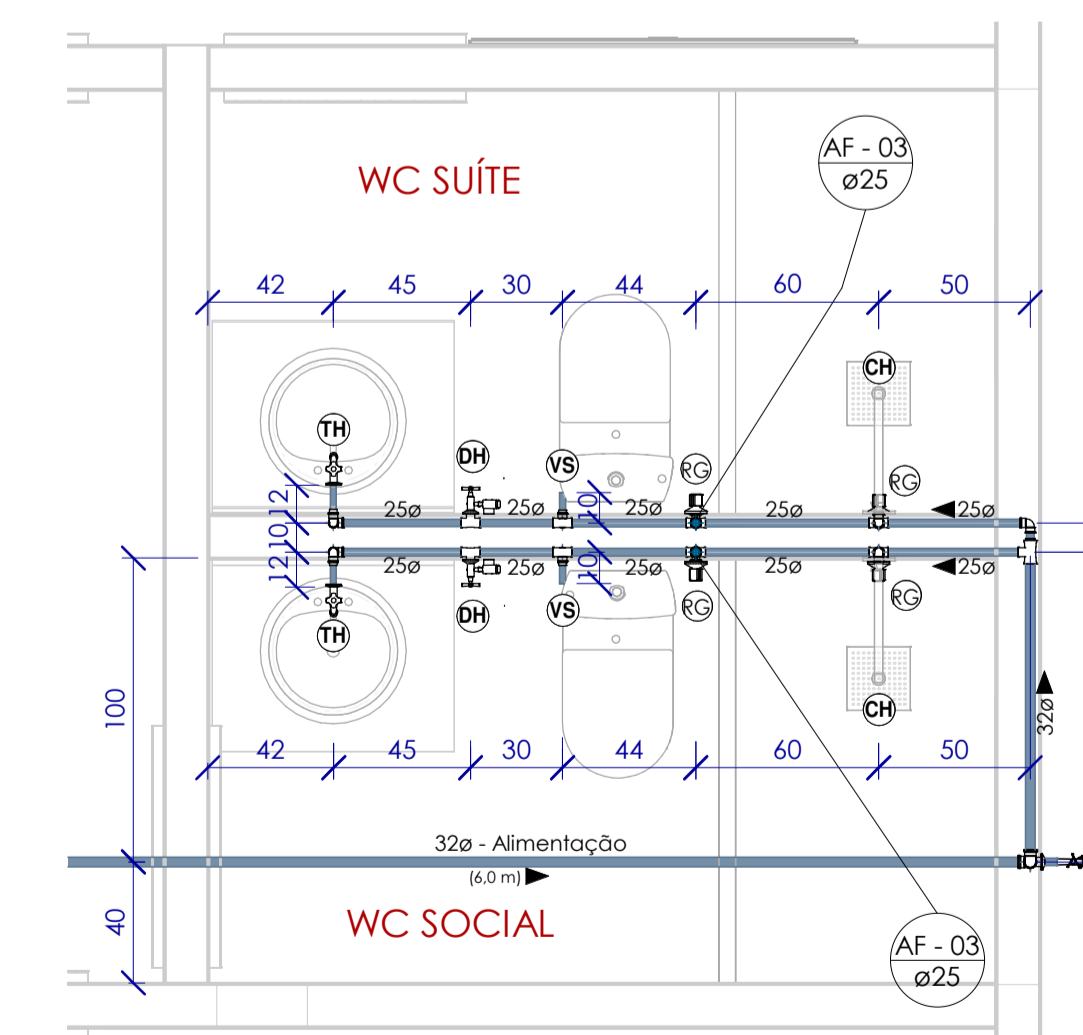 AF - 03
ø25
WC SUÍTE
42 45 30 44 60 50
CH
TH
DH
VS
RG
RG
12
10
25ø 25ø 25ø 25ø 25ø
10
12
10
25ø 25ø 25ø 25ø 25ø
TH
DH
VS
RG
RG
CH
100
32ø
42 45 30 44 60 50
32ø - Alimentação
(6,0 m)
40
WC SOCIAL
AF - 03
ø25